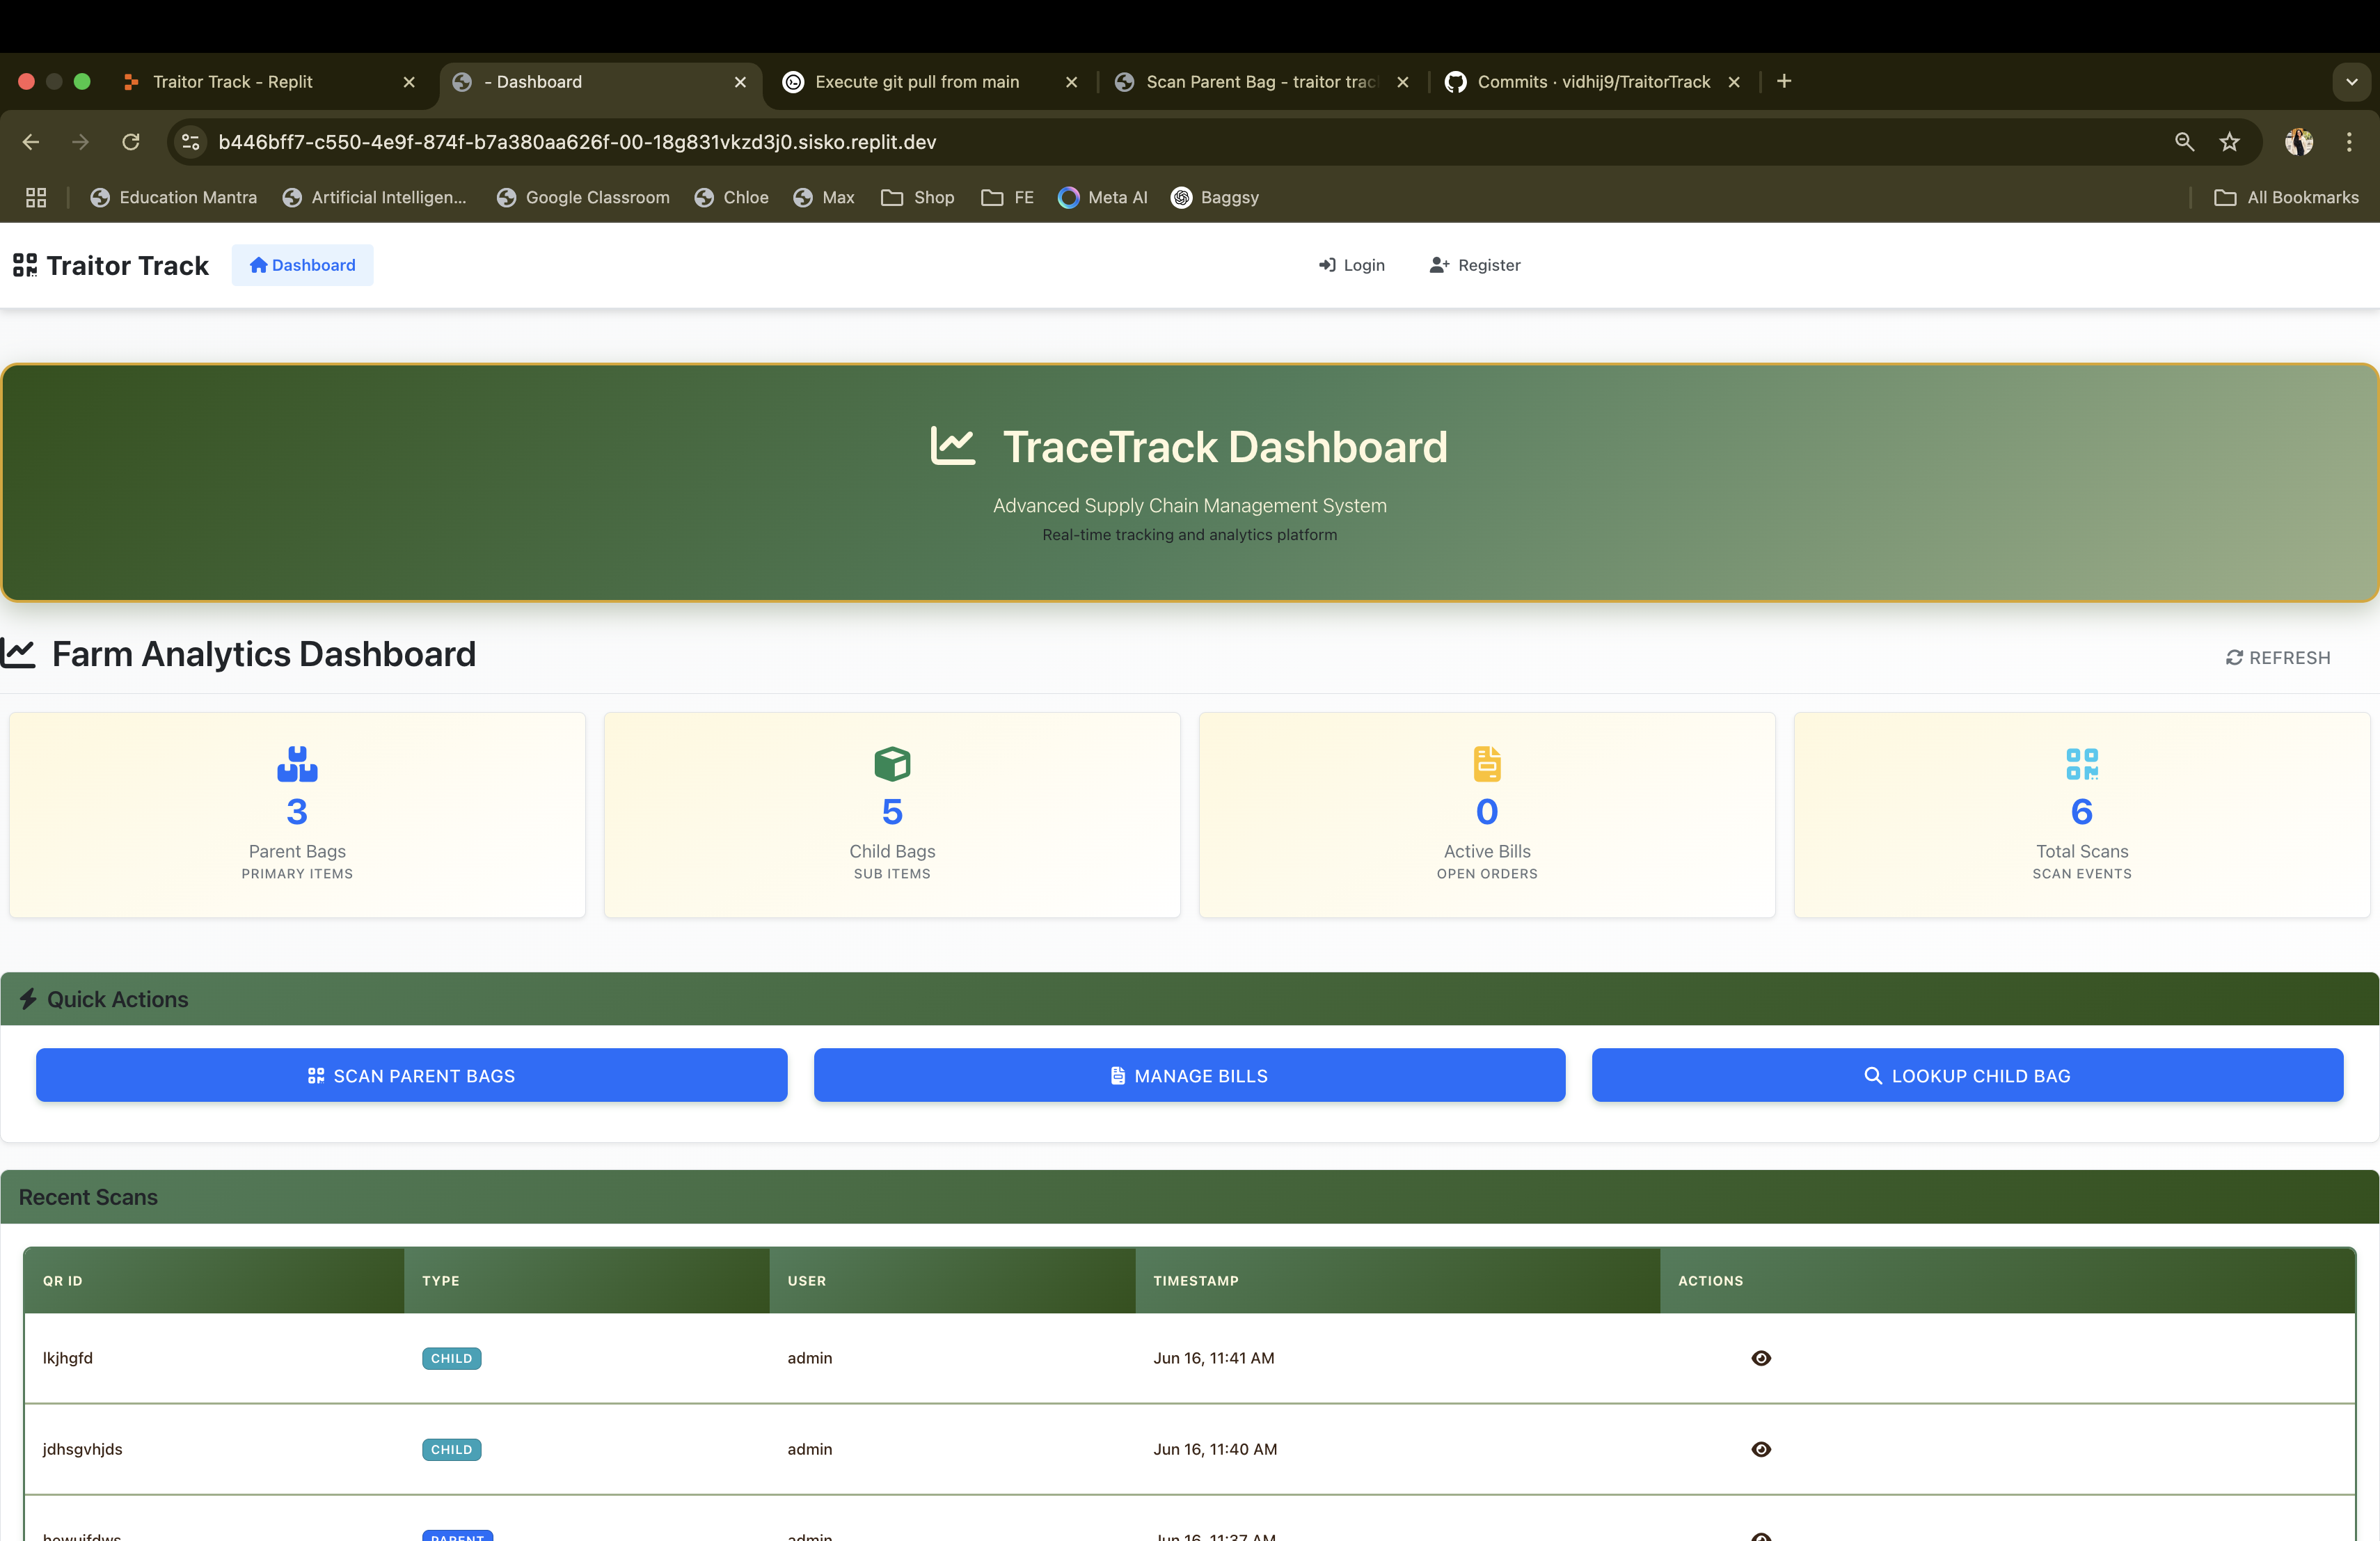 Traitor Track - Replit
- Dashboard
Execute git pull from main
Scan Parent Bag - traitor trac
Commits · vidhij9/TraitorTrack
b446bff7-c550-4e9f-874f-b7a380aa626f-00-18g831vkzd3j0.sisko.replit.dev
Education Mantra
Artificial Intelligen...
Google Classroom
Chloe
Max
Shop
FE
Meta AI
Baggsy
All Bookmarks
Traitor Track
Dashboard
Login
Register
TraceTrack Dashboard
Advanced Supply Chain Management System
Real-time tracking and analytics platform
Farm Analytics Dashboard
REFRESH
3
Parent Bags
PRIMARY ITEMS
5
Child Bags
SUB ITEMS
0
Active Bills
OPEN ORDERS
6
Total Scans
SCAN EVENTS
Quick Actions
SCAN PARENT BAGS
MANAGE BILLS
LOOKUP CHILD BAG
Recent Scans
QR ID TYPE USER TIMESTAMP ACTIONS
lkjhgfd CHILD admin Jun 16, 11:41 AM
jdhsgvhjds CHILD admin Jun 16, 11:40 AM
PARENT admin Jun 16, 11:37 AM